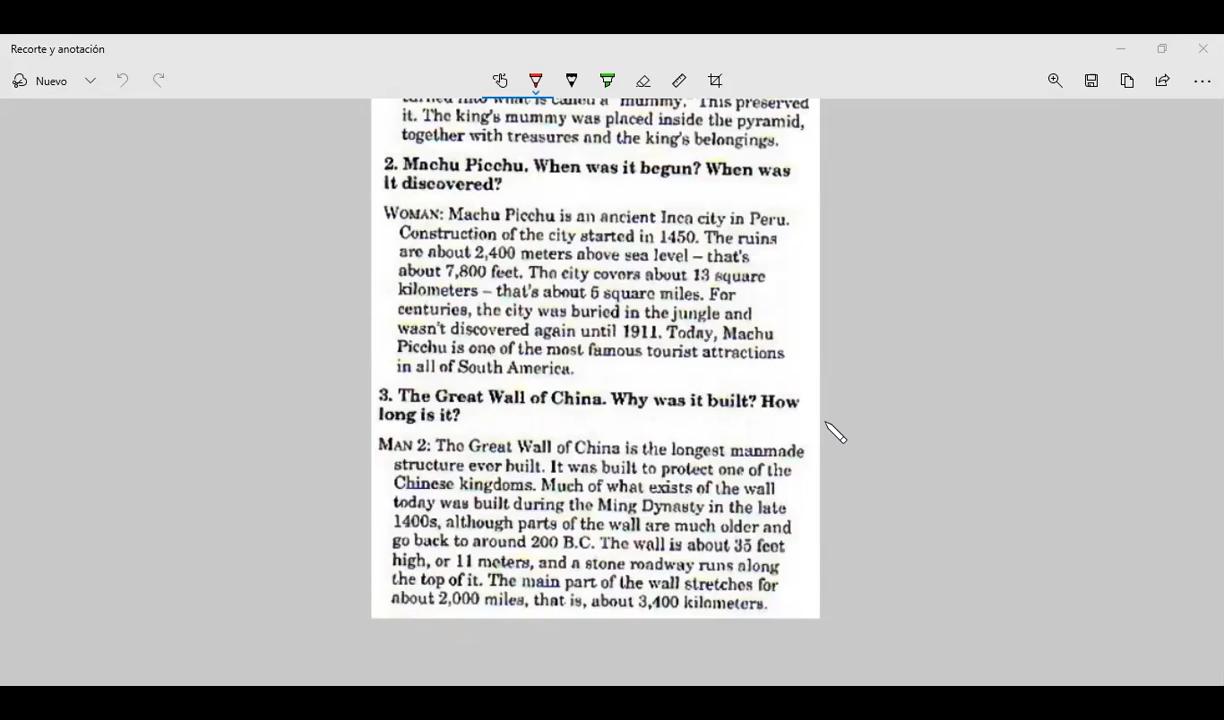 Recorte y anotación
Nuevo
turned into what is called a "mummy." This preserved
it. The king's mummy was placed inside the pyramid,
together with treasures and the king's belongings.
2. Machu Picchu. When was it begun? When was
it discovered?
WOMAN: Machu Picchu is an ancient Inca city in Peru.
Construction of the city started in 1450. The ruins
are about 2,400 meters above sea level – that's
about 7,800 feet. The city covers about 13 square
kilometers – that's about 5 square miles. For
centuries, the city was buried in the jungle and
wasn't discovered again until 1911. Today, Machu
Picchu is one of the most famous tourist attractions
in all of South America.
3. The Great Wall of China. Why was it built? How
long is it?
MAN 2: The Great Wall of China is the longest manmade
structure ever built. It was built to protect one of the
Chinese kingdoms. Much of what exists of the wall
today was built during the Ming Dynasty in the late
1400s, although parts of the wall are much older and
go back to around 200 B.C. The wall is about 35 feet
high, or 11 meters, and a stone roadway runs along
the top of it. The main part of the wall stretches for
about 2,000 miles, that is, about 3,400 kilometers.